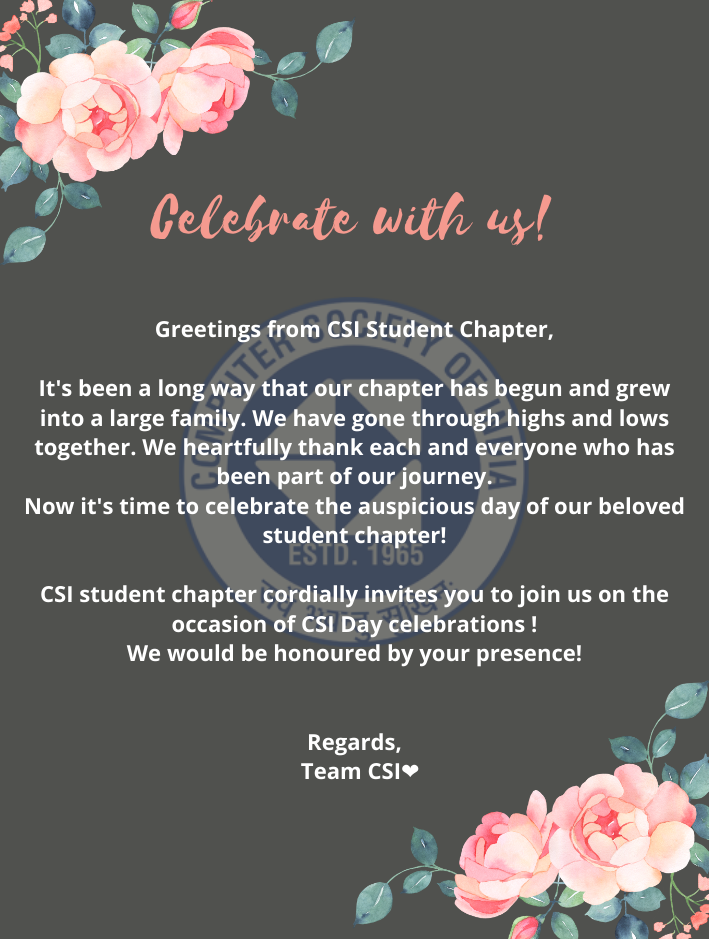 Celebrate with us!
Greetings from CSI Student Chapter,
It's been a long way that our chapter has begun and grew
into a large family. We have gone through highs and lows
together. We heartfully thank each and everyone who has
been part of our journey.
Now it's time to celebrate the auspicious day of our beloved
student chapter!
CSI student chapter cordially invites you to join us on the
occasion of CSI Day celebrations !
We would be honoured by your presence!
Regards,
Team CSI❤
COMPUTER SOCIETY OF INDIA
ESTD. 1965